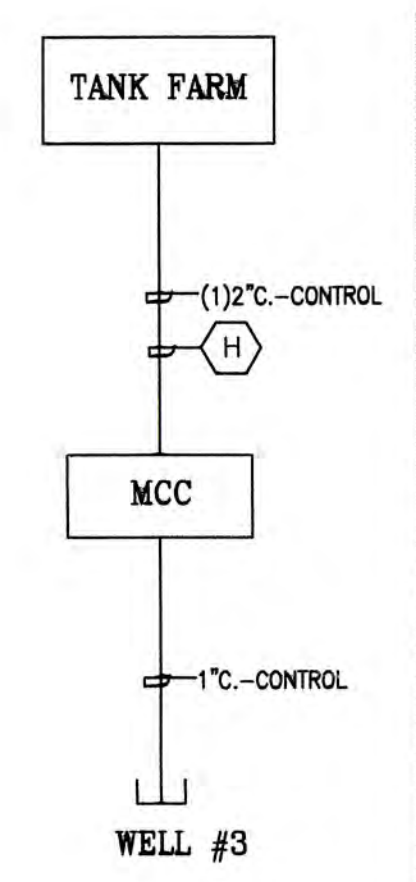 TANK FARM
(1)2"C.-CONTROL
H
MCC
1"C.-CONTROL
WELL #3